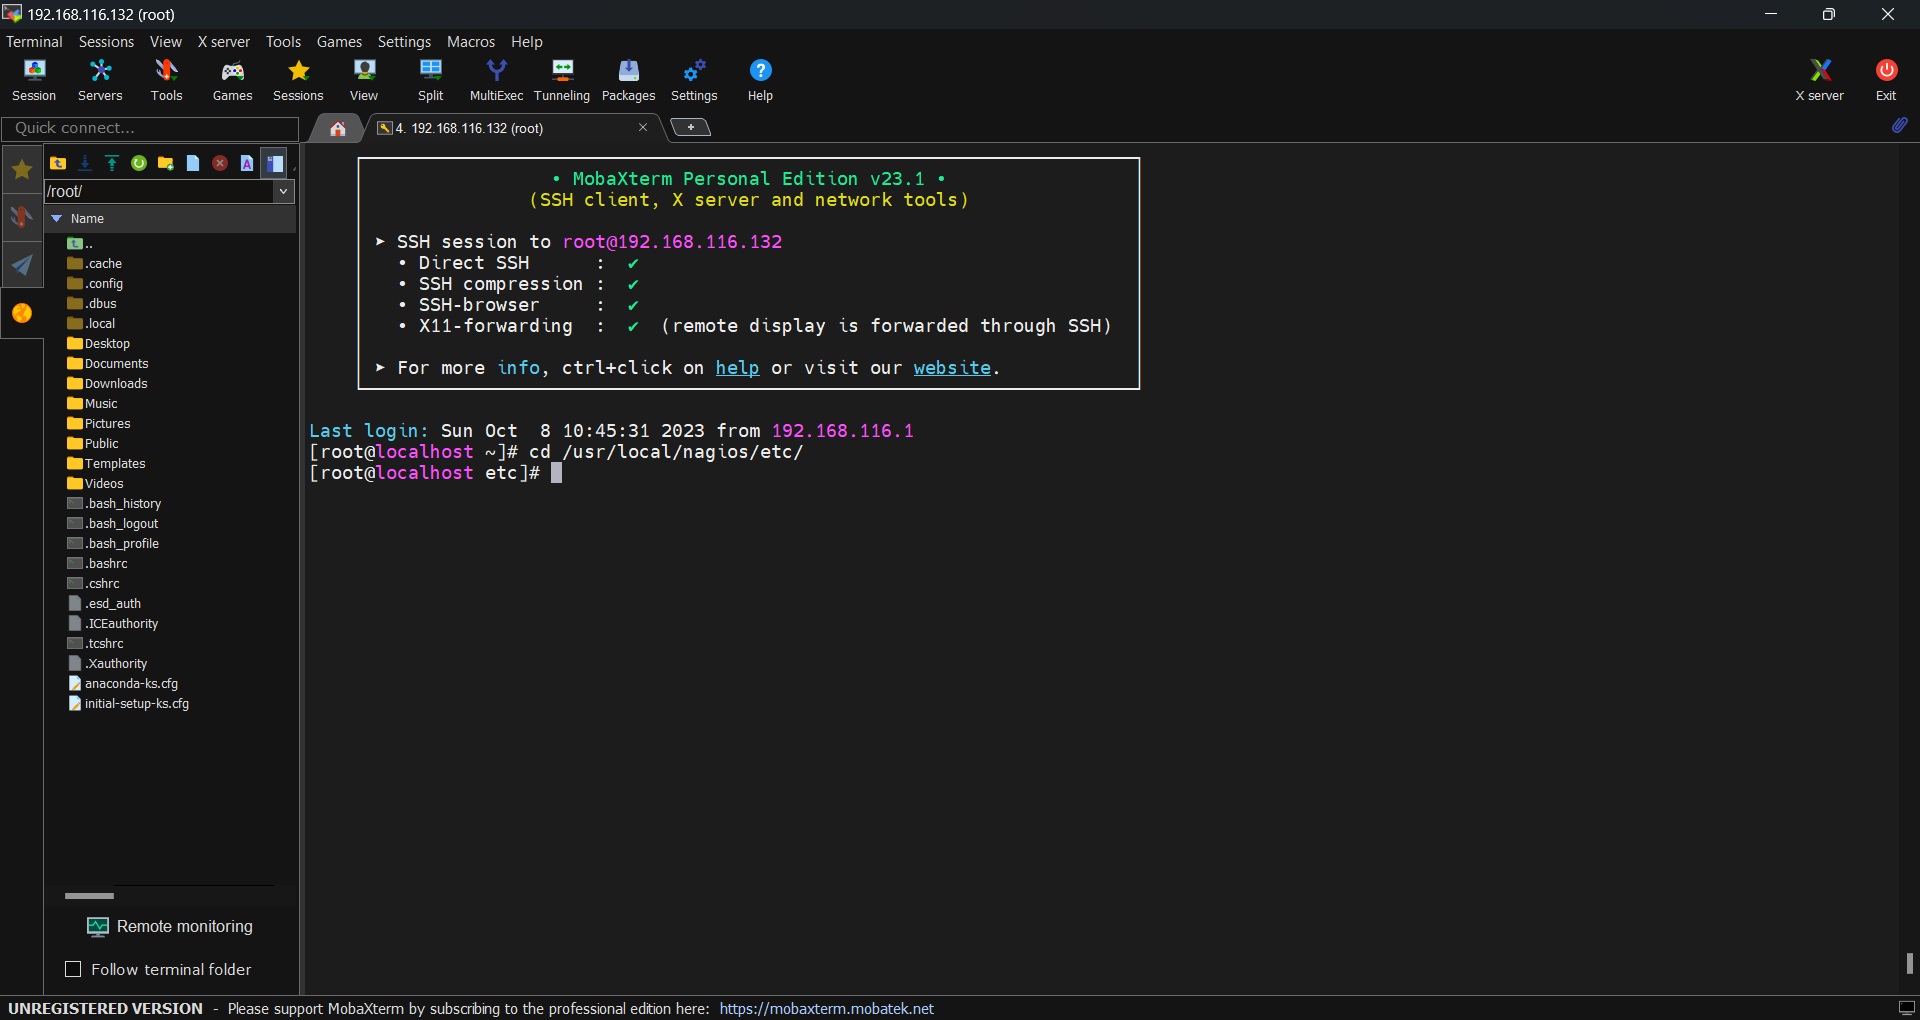 192.168.116.132 (root)
Terminal Sessions View X server Tools Games Settings Macros Help
Session Servers Tools Games Sessions View Split MultiExec Tunneling Packages Settings Help X server Exit
Quick connect...
4. 192.168.116.132 (root)
/root/
Name
..
.cache
.config
.dbus
.local
Desktop
Documents
Downloads
Music
Pictures
Public
Templates
Videos
.bash_history
.bash_logout
.bash_profile
.bashrc
.cshrc
.esd_auth
.ICEauthority
.tcshrc
.Xauthority
anaconda-ks.cfg
initial-setup-ks.cfg
Remote monitoring
Follow terminal folder
• MobaXterm Personal Edition v23.1 •
(SSH client, X server and network tools)
➤ SSH session to root@192.168.116.132
• Direct SSH : ✔
• SSH compression : ✔
• SSH-browser : ✔
• X11-forwarding : ✔ (remote display is forwarded through SSH)
➤ For more info, ctrl+click on help or visit our website.
Last login: Sun Oct  8 10:45:31 2023 from 192.168.116.1
[root@localhost ~]# cd /usr/local/nagios/etc/
[root@localhost etc]#
UNREGISTERED VERSION - Please support MobaXterm by subscribing to the professional edition here: https://mobaxterm.mobatek.net